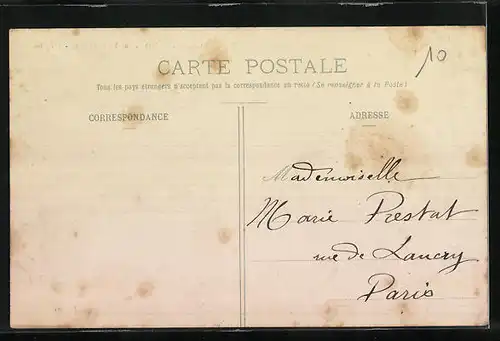 10
CARTE POSTALE
Tous les pays étrangers n'acceptent pas la correspondance au recto (Se renseigner à la Poste)
CORRESPONDANCE
ADRESSE
Mademoiselle
Marie Prestat
rue de Lancry
Paris